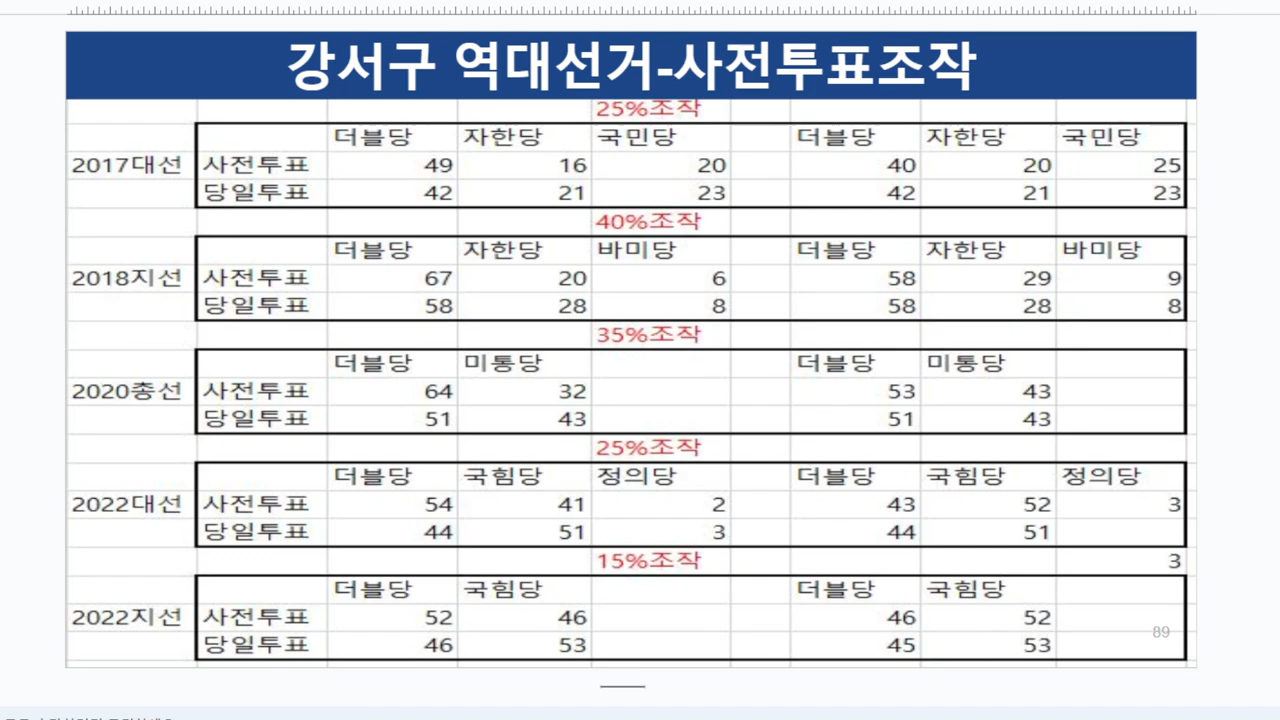 강서구 역대선거-사전투표조작
25%조작
더블당 자한당 국민당 더블당 자한당 국민당
2017대선 사전투표 49 16 20 40 20 25
당일투표 42 21 23 42 21 23
40%조작
더블당 자한당 바미당 더블당 자한당 바미당
2018지선 사전투표 67 20 6 58 29 9
당일투표 58 28 8 58 28 8
35%조작
더블당 미통당 더블당 미통당
2020총선 사전투표 64 32 53 43
당일투표 51 43 51 43
25%조작
더블당 국힘당 정의당 더블당 국힘당 정의당
2022대선 사전투표 54 41 2 43 52 3
당일투표 44 51 3 44 51
15%조작 3
더블당 국힘당 더블당 국힘당
2022지선 사전투표 52 46 46 52
89
당일투표 46 53 45 53